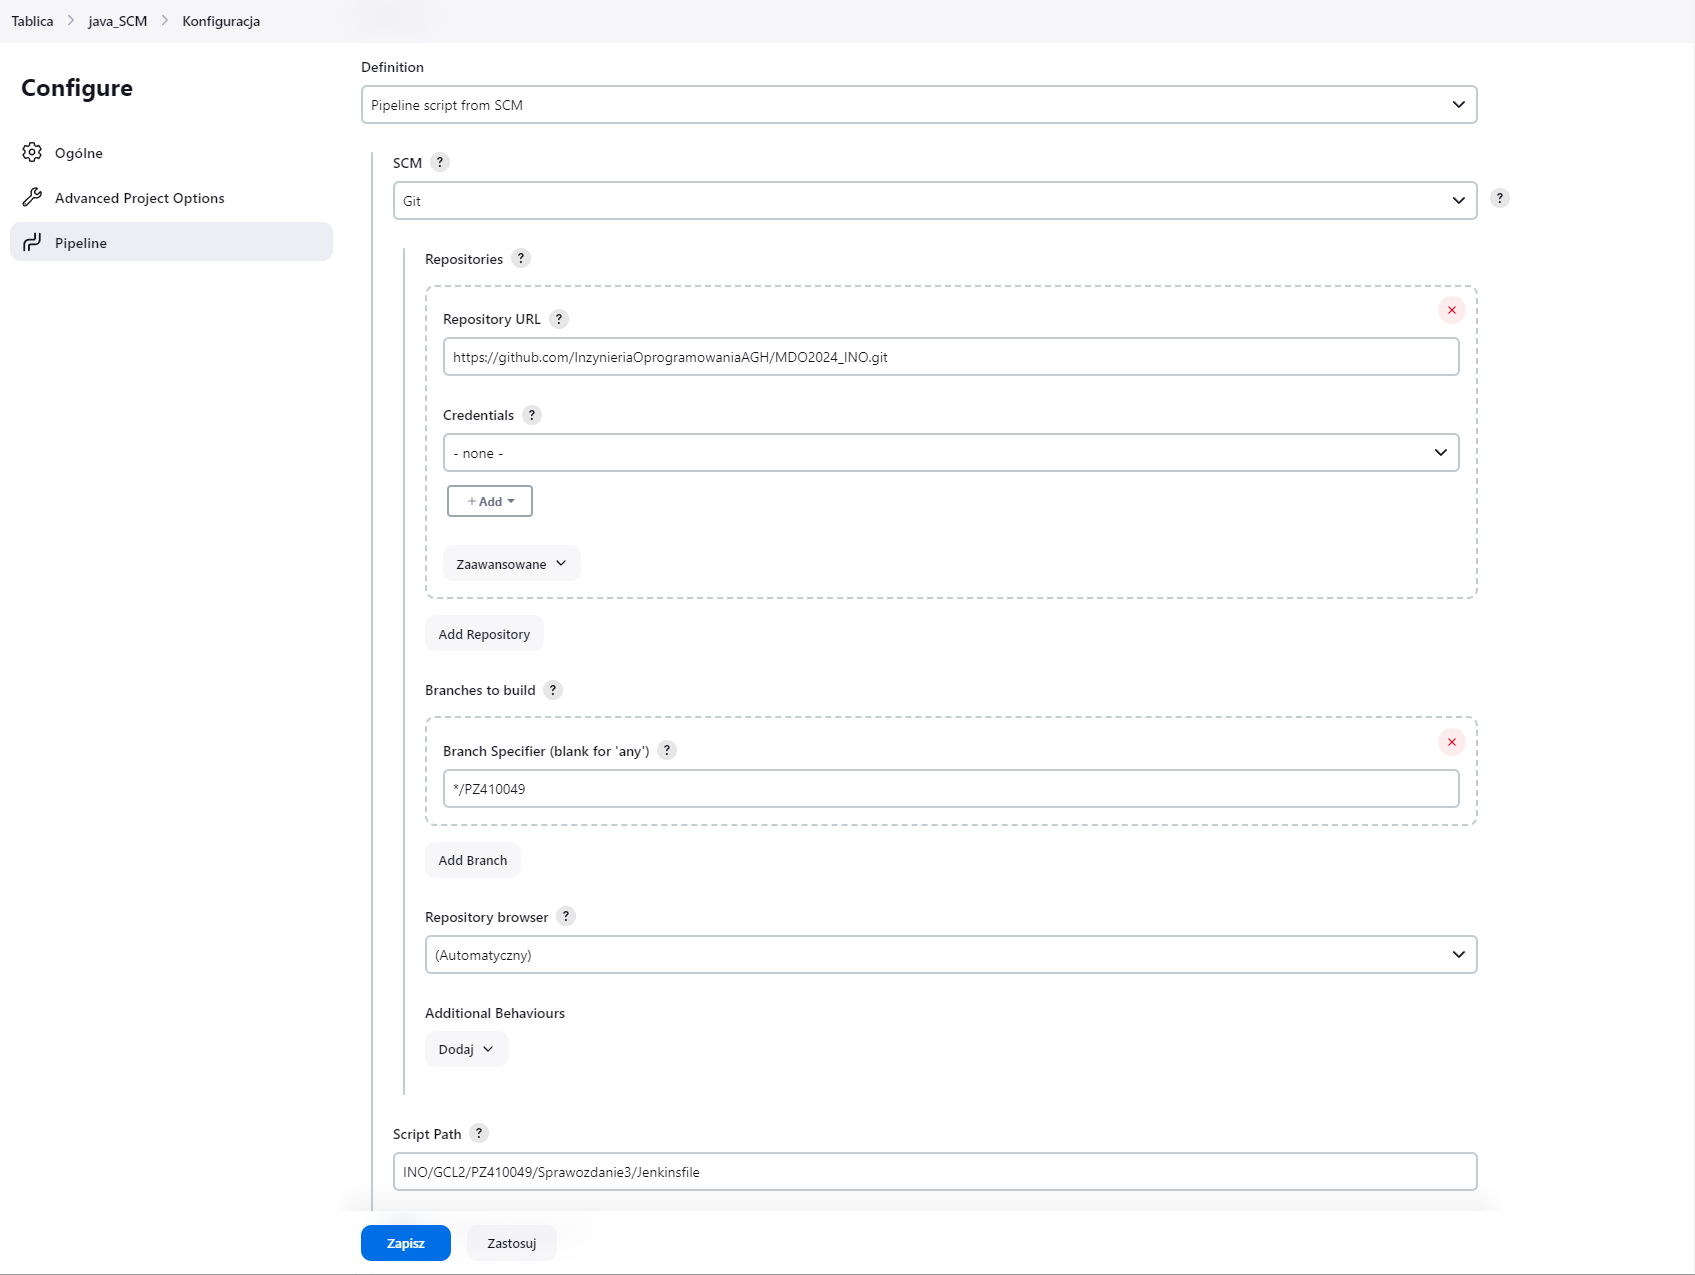 Tablica > java_SCM > Konfiguracja
Configure
Ogólne
Advanced Project Options
Pipeline
Definition
Pipeline script from SCM
SCM ?
Git
?
Repositories ?
Repository URL ?
https://github.com/InzynieriaOprogramowaniaAGH/MDO2024_INO.git
Credentials ?
- none -
+ Add
Zaawansowane
Add Repository
Branches to build ?
Branch Specifier (blank for 'any') ?
*/PZ410049
Add Branch
Repository browser ?
(Automatyczny)
Additional Behaviours
Dodaj
Script Path ?
INO/GCL2/PZ410049/Sprawozdanie3/Jenkinsfile
Zapisz
Zastosuj